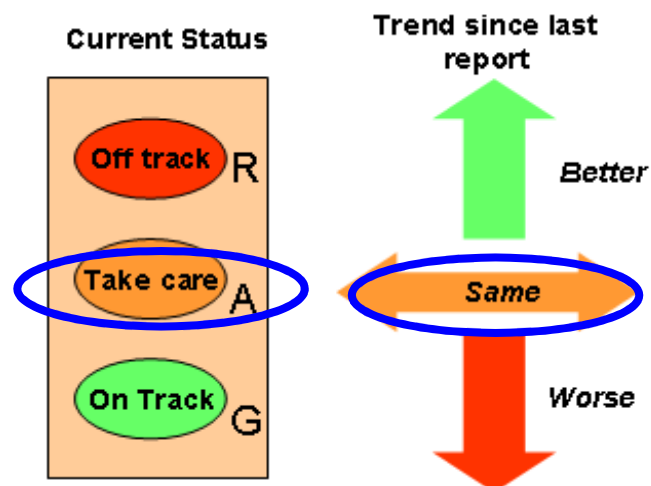 Current Status
Off track R
Take care A
On Track G
Trend since last
report
Better
Same
Worse